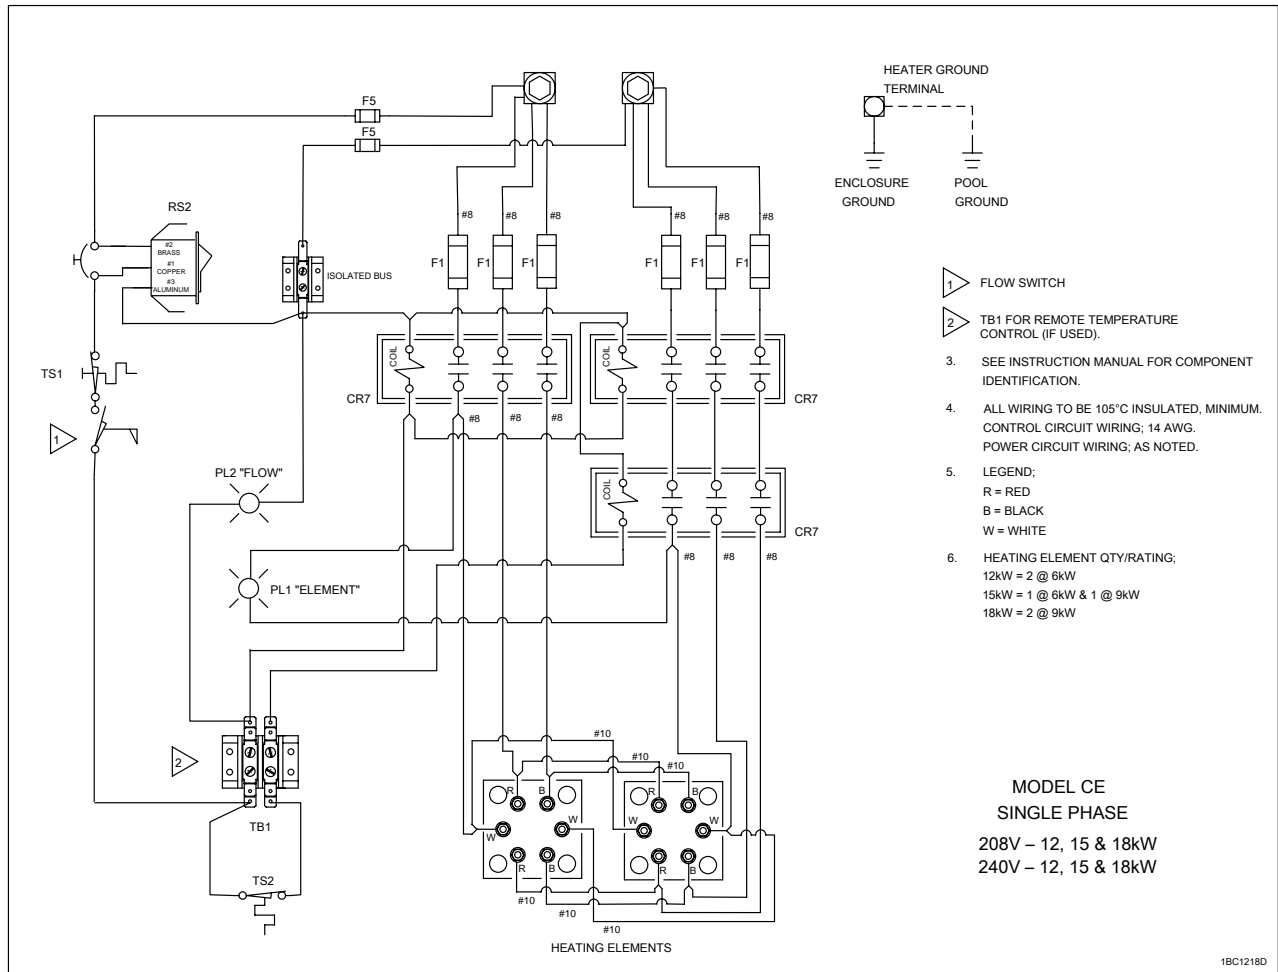 HEATER GROUND
TERMINAL
ENCLOSURE
GROUND
POOL
GROUND
F5
F5
RS2
#2
BRASS
#1
COPPER
#3
ALUMINUM
#8
#8
#8
#8
#8
#8
F1
F1
F1
F1
F1
F1
ISOLATED BUS
TS1
COIL
CR7
#8
#8
#8
COIL
CR7
1
PL2 "FLOW"
COIL
CR7
#8
#8
#8
PL1 "ELEMENT"
2
TB1
TS2
#10
#10
#10
R
B
W
W
R
B
R
B
W
W
R
B
#10
#10
#10
HEATING ELEMENTS
1 FLOW SWITCH
2 TB1 FOR REMOTE TEMPERATURE
CONTROL (IF USED).
3. SEE INSTRUCTION MANUAL FOR COMPONENT
IDENTIFICATION.
4. ALL WIRING TO BE 105°C INSULATED, MINIMUM.
CONTROL CIRCUIT WIRING; 14 AWG.
POWER CIRCUIT WIRING; AS NOTED.
5. LEGEND;
R = RED
B = BLACK
W = WHITE
6. HEATING ELEMENT QTY/RATING;
12kW = 2 @ 6kW
15kW = 1 @ 6kW & 1 @ 9kW
18kW = 2 @ 9kW
MODEL CE
SINGLE PHASE
208V – 12, 15 & 18kW
240V – 12, 15 & 18kW
1BC1218D